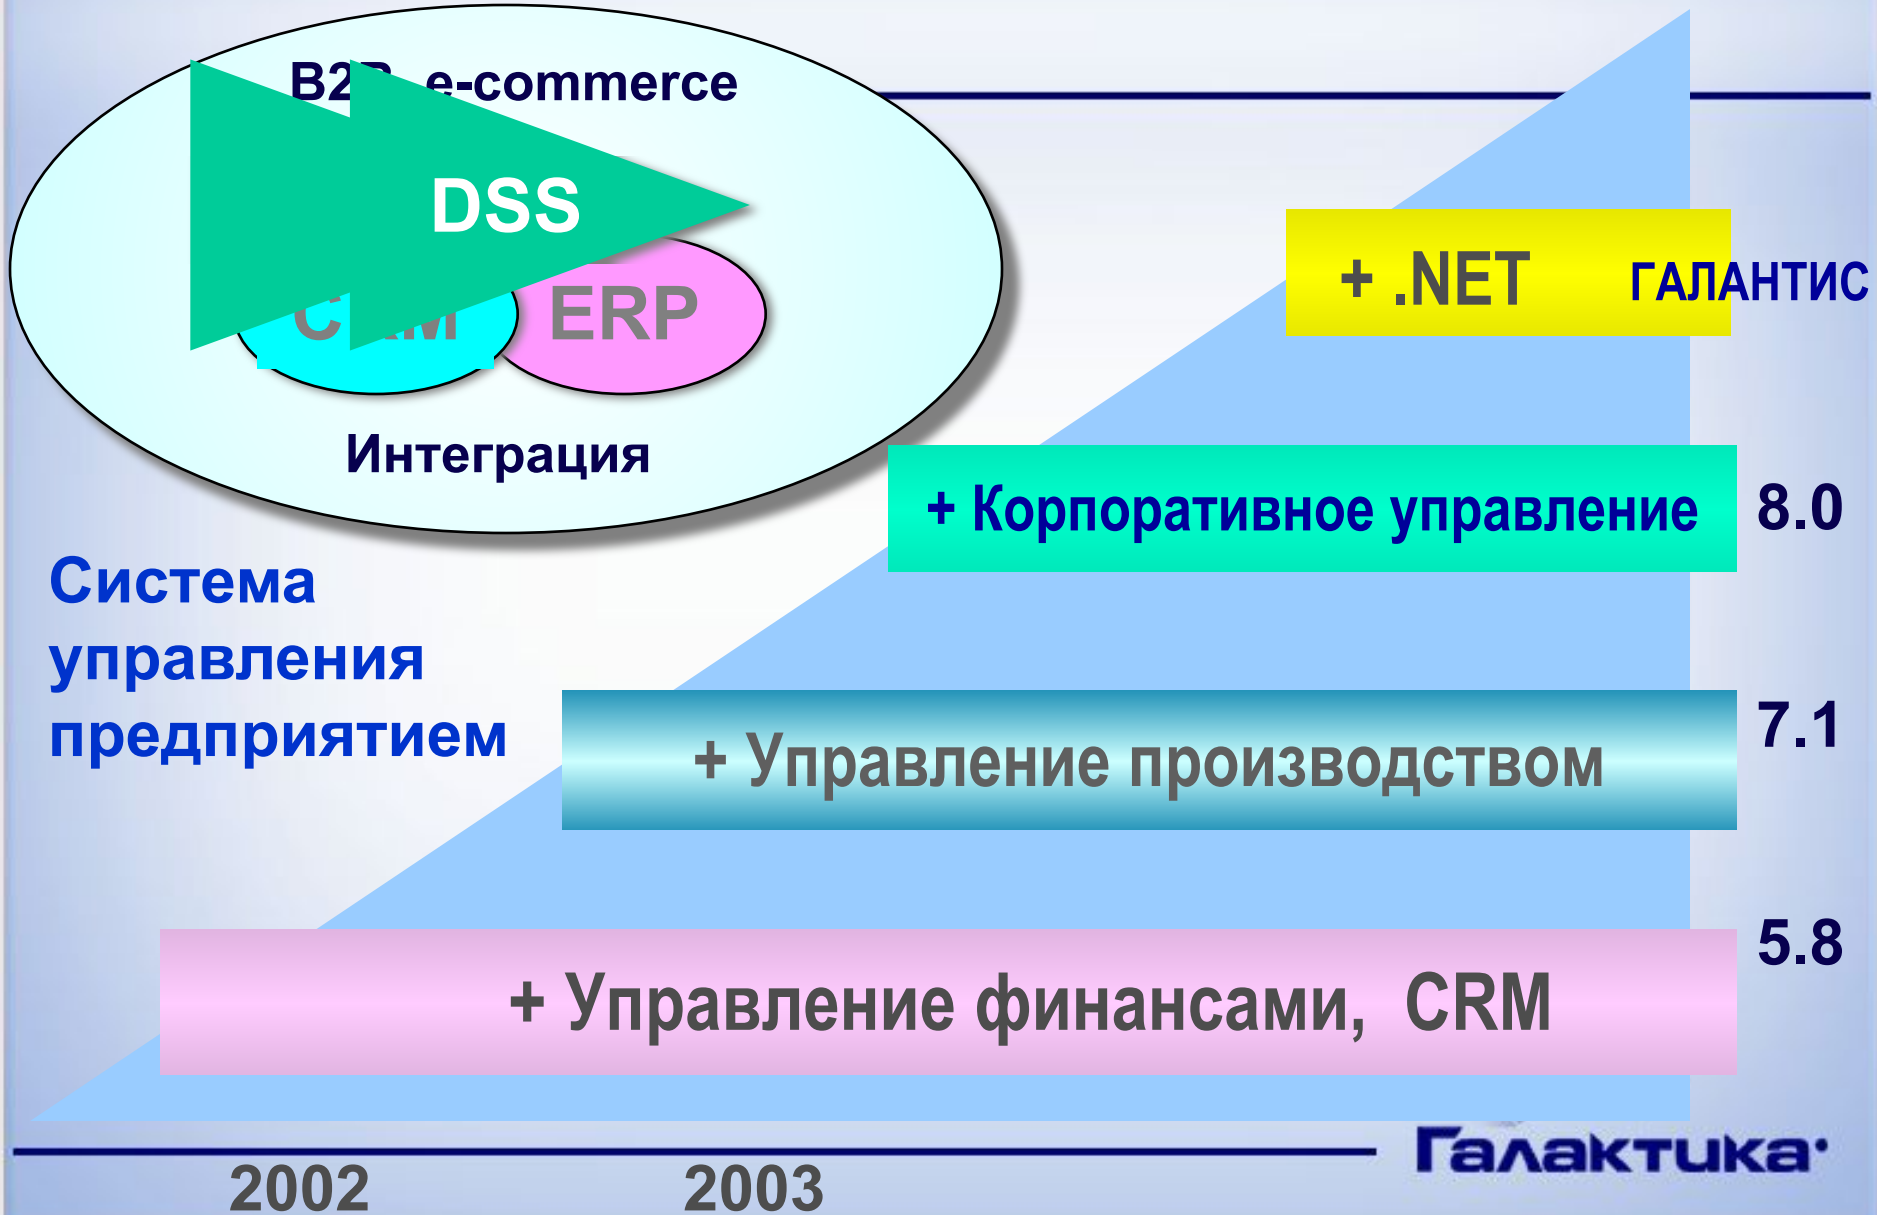 e-commerce
DSS
CRM ERP
Интеграция
Система
управления
предприятием
+ .NET ГАЛАНТИС
+ Корпоративное управление 8.0
+ Управление производством 7.1
+ Управление финансами, CRM 5.8
Галактика
2002 2003